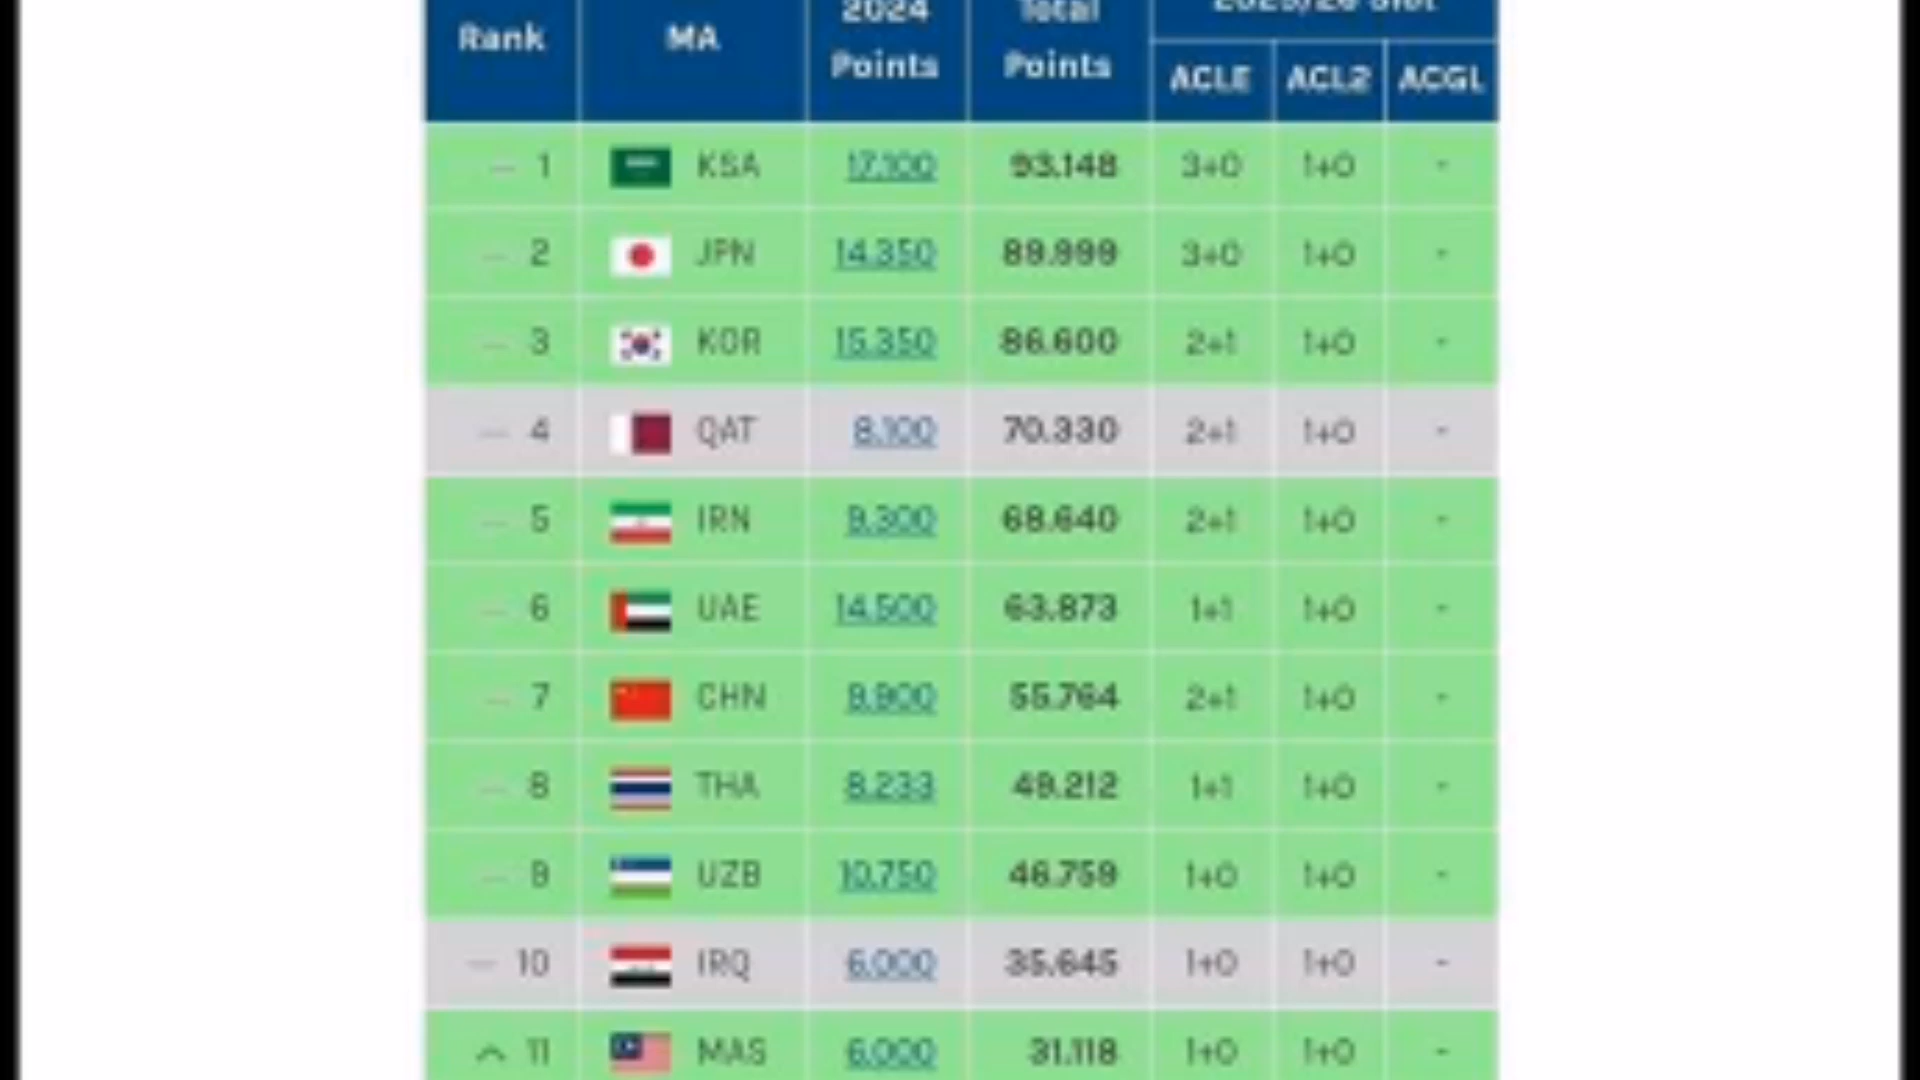 Rank MA 2024 Points Total Points
ACLE ACL2 ACGL
— 1 KSA 17.100 93.148 3+0 1+0 -
— 2 JPN 14.350 89.999 3+0 1+0 -
— 3 KOR 15.350 86.600 2+1 1+0 -
— 4 QAT 8.100 70.330 2+1 1+0 -
— 5 IRN 68.640 2+1 1+0 -
— 6 UAE 14.500 63.873 1+1 1+0 -
— 7 CHN 55.764 2+1 1+0 -
— 8 THA 8.233 49.212 1+1 1+0 -
— 9 UZB 10.750 46.759 1+0 1+0 -
— 10 IRQ 6.000 35.645 1+0 1+0 -
11 MAS 6.000 31.118 1+0 1+0 -